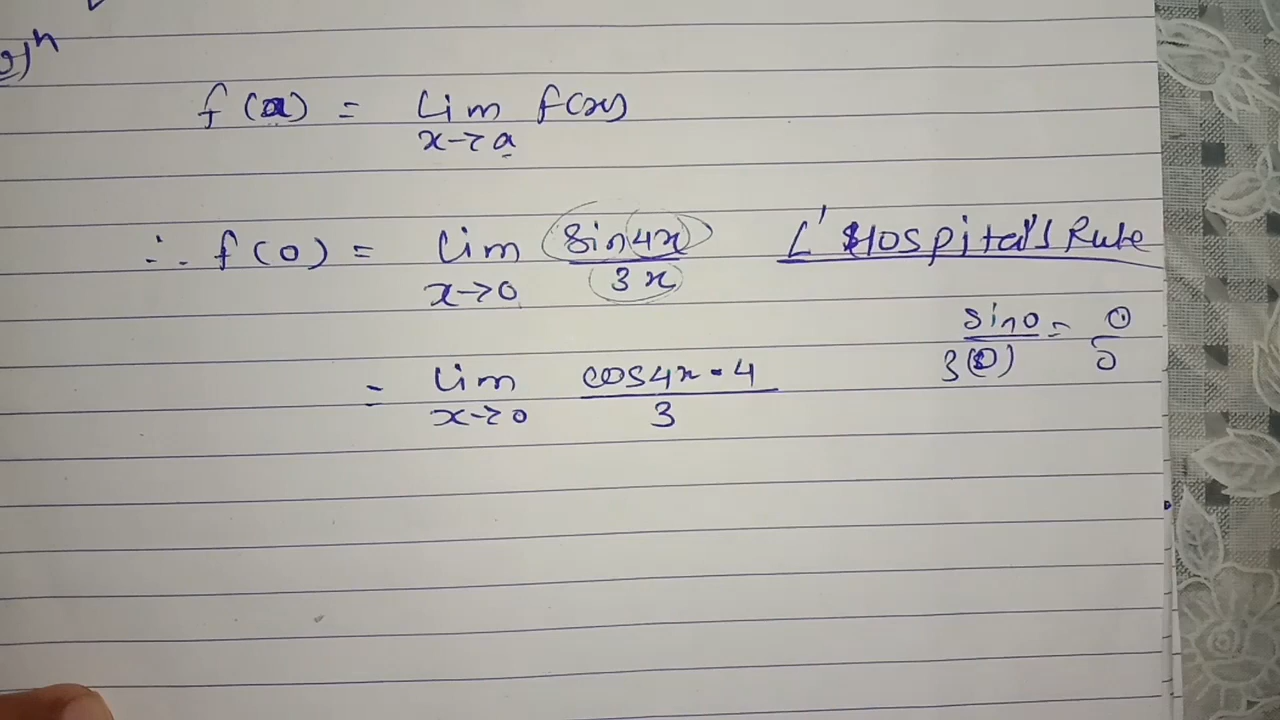 f(a) = Lim f(x)
x→a
∴ f(0) = Lim sin4x L'Hospital's Rule
x→0 3x
sin0 = 0
3(0) 0
= Lim cos4x · 4
x→0 3